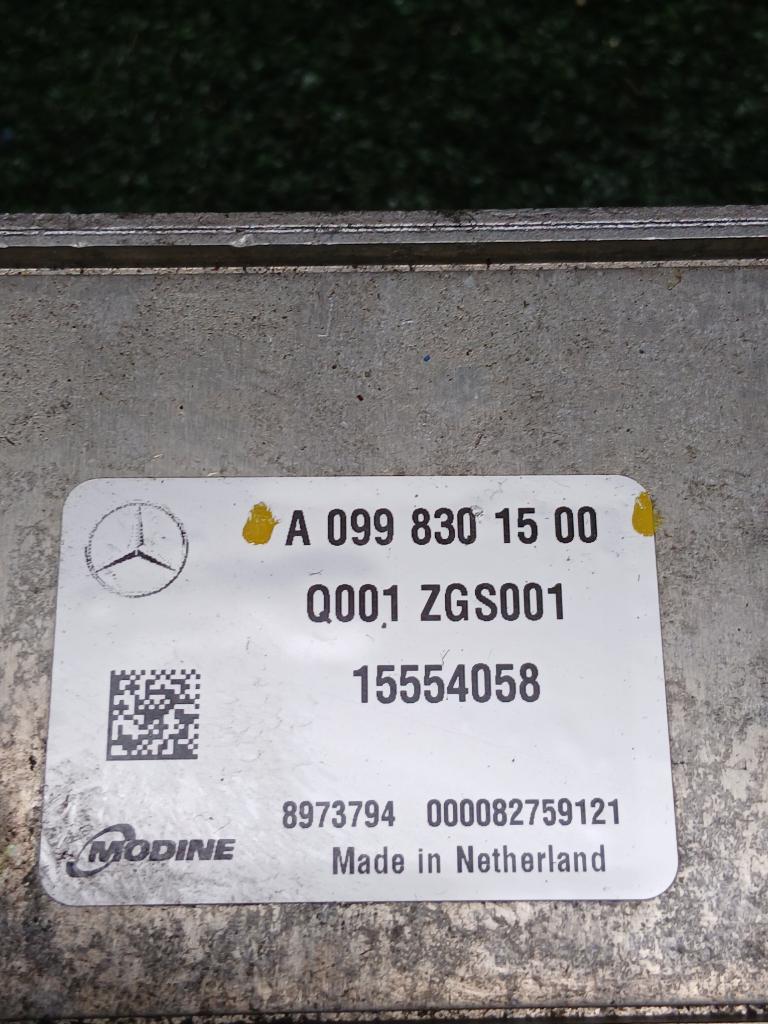 A 099 830 15 00
Q001 ZGS001
15554058
8973794 000082759121
MODINE
Made in Netherland